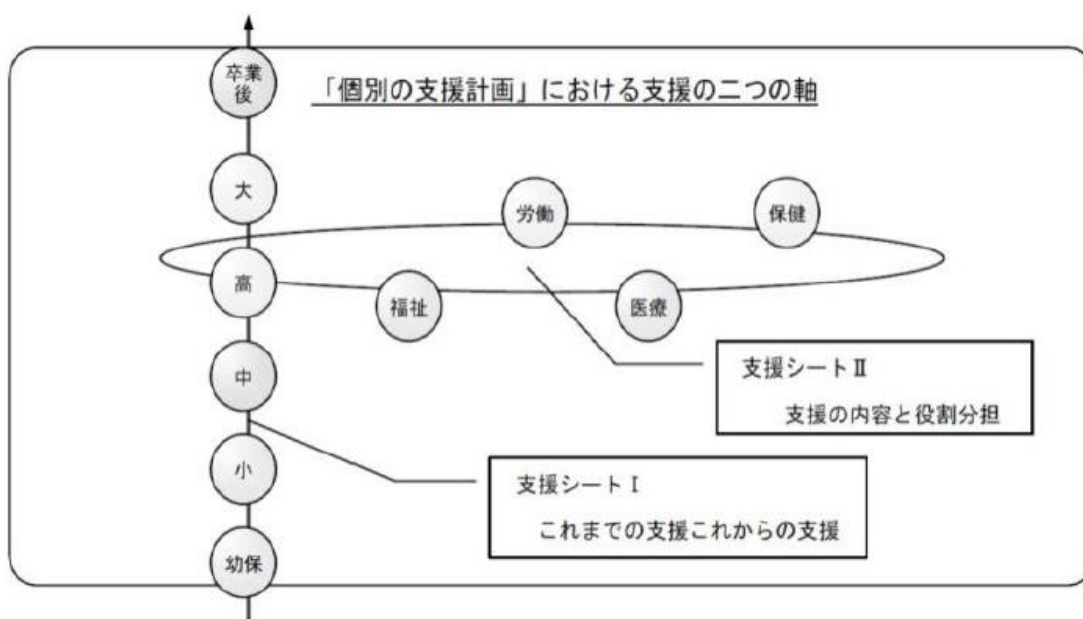 「個別の支援計画」における支援の二つの軸
卒業
後
大
労働
保健
高
福祉
医療
中
支援シートⅡ
支援の内容と役割分担
小
支援シートⅠ
これまでの支援これからの支援
幼保